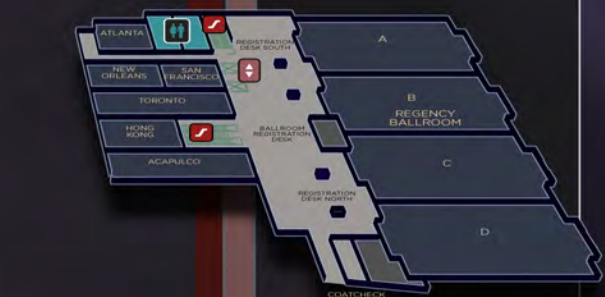 ATLANTA
REGISTRATION
DESK SOUTH
A
NEW
ORLEANS
SAN
FRANCISCO
TORONTO
B
REGENCY
BALLROOM
HONG
KONG
BALLROOM
REGISTRATION
DESK
ACAPULCO
C
REGISTRATION
DESK NORTH
D
COATCHECK